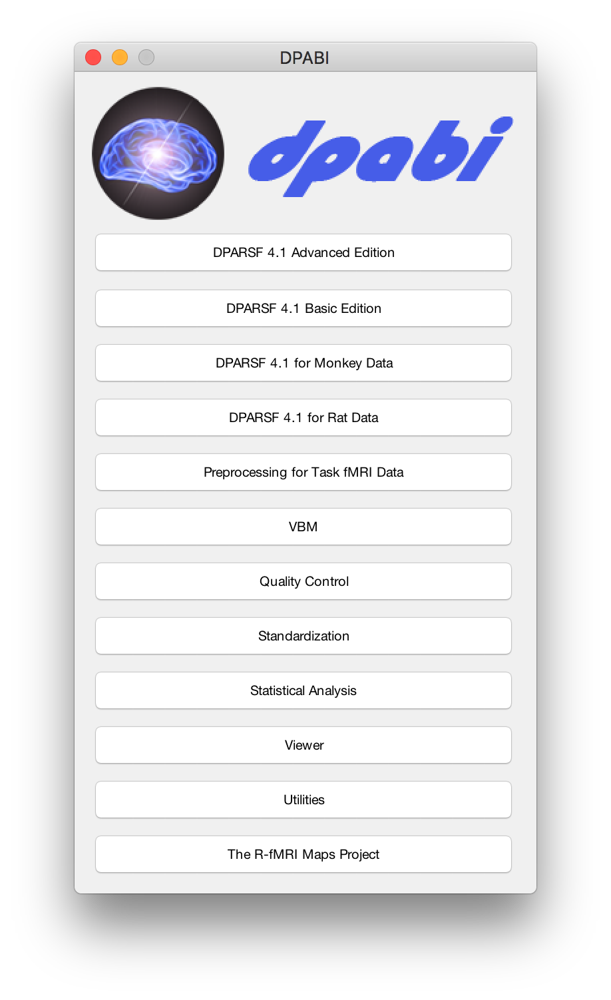 DPABI
dpabi
DPARSF 4.1 Advanced Edition
DPARSF 4.1 Basic Edition
DPARSF 4.1 for Monkey Data
DPARSF 4.1 for Rat Data
Preprocessing for Task fMRI Data
VBM
Quality Control
Standardization
Statistical Analysis
Viewer
Utilities
The R-fMRI Maps Project